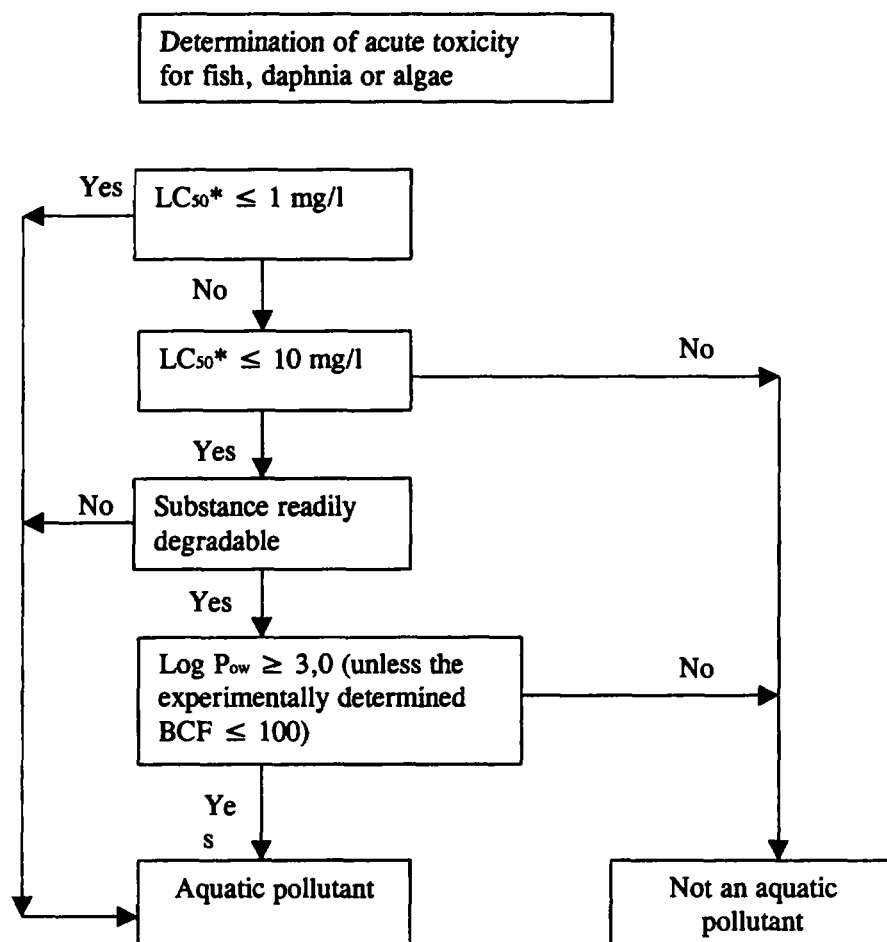 Determination of acute toxicity
for fish, daphnia or algae
Yes
LC50* ≤ 1 mg/l
No
LC50* ≤ 10 mg/l
No
Yes
No
Substance readily
degradable
Yes
Log Pow ≥ 3,0 (unless the
experimentally determined
BCF ≤ 100)
No
Ye
s
Aquatic pollutant
Not an aquatic
pollutant